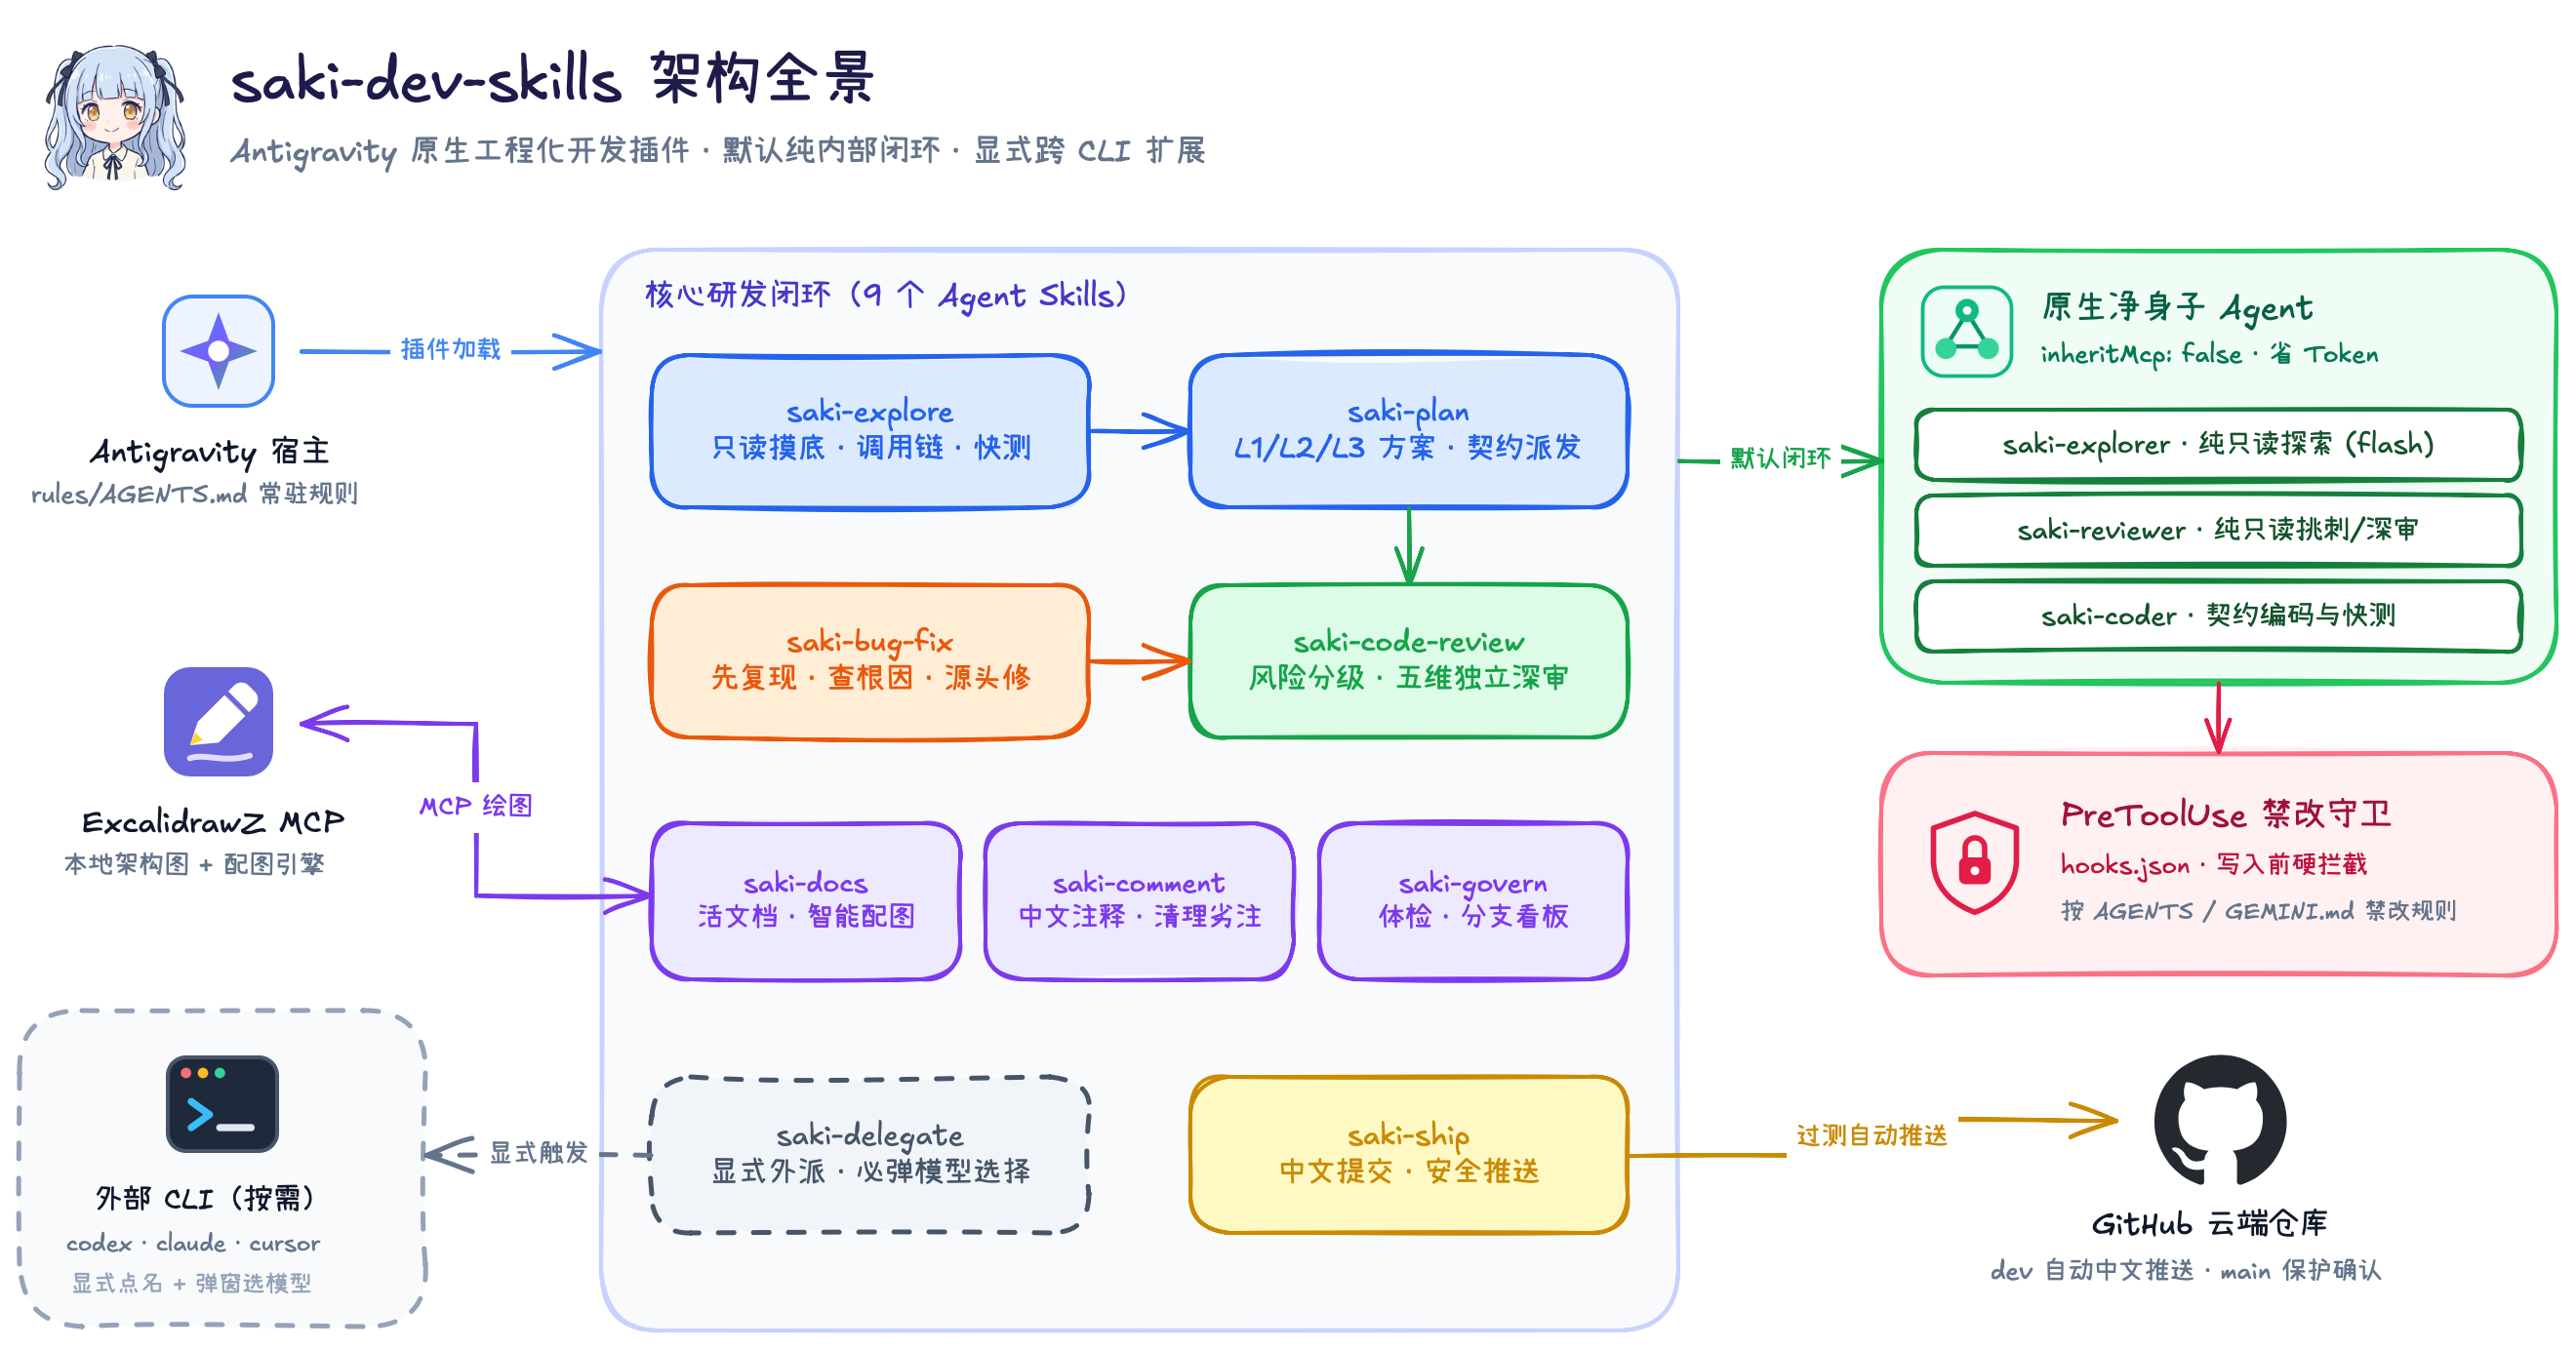 saki-dev-skills 架构全景
Antigravity 原生工程化开发插件 · 默认纯内部闭环 · 显式跨 CLI 扩展
插件加载
Antigravity 宿主
rules/AGENTS.md 常驻规则
MCP 绘图
ExcalidrawZ MCP
本地架构图 + 配图引擎
外部 CLI（按需）
codex · claude · cursor
显式点名 + 弹窗选模型
显式触发
核心研发闭环（9 个 Agent Skills）
saki-explore
只读摸底 · 调用链 · 快测
saki-plan
L1/L2/L3 方案 · 契约派发
saki-bug-fix
先复现 · 查根因 · 源头修
saki-code-review
风险分级 · 五维独立深审
saki-docs
活文档 · 智能配图
saki-comment
中文注释 · 清理劣注
saki-govern
体检 · 分支看板
saki-delegate
显式外派 · 必弹模型选择
saki-ship
中文提交 · 安全推送
默认闭环
原生净身子 Agent
inheritMcp: false · 省 Token
saki-explorer · 纯只读探索 (flash)
saki-reviewer · 纯只读挑刺/深审
saki-coder · 契约编码与快测
PreToolUse 禁改守卫
hooks.json · 写入前硬拦截
按 AGENTS / GEMINI.md 禁改规则
过测自动推送
GitHub 云端仓库
dev 自动中文推送 · main 保护确认